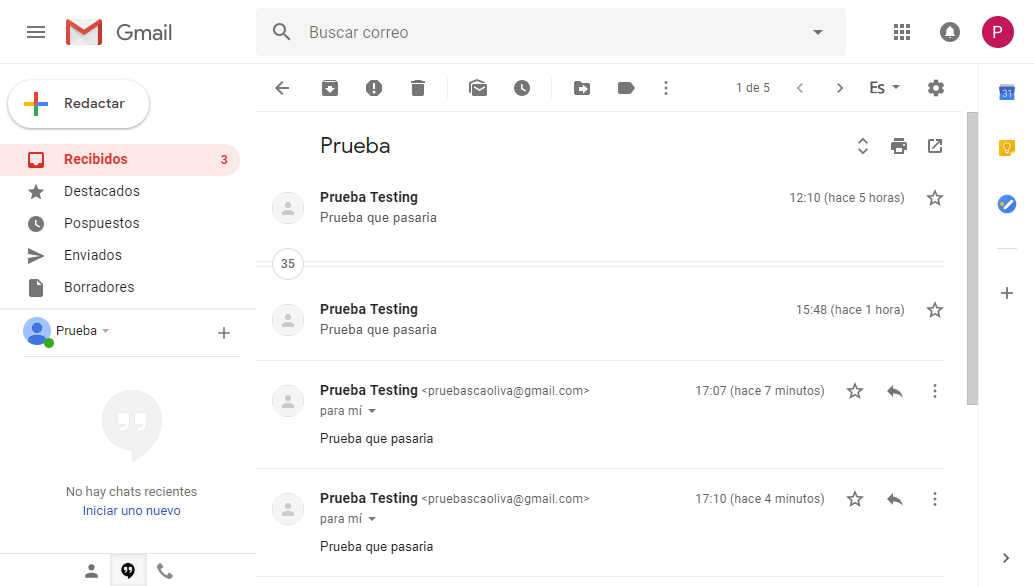 Gmail
Buscar correo
P
Redactar
1 de 5
Es
31
Recibidos 3
Destacados
Pospuestos
Enviados
Borradores
Prueba
No hay chats recientes
Iniciar uno nuevo
Prueba
Prueba Testing 12:10 (hace 5 horas)
Prueba que pasaria
35
Prueba Testing 15:48 (hace 1 hora)
Prueba que pasaria
Prueba Testing <pruebascaoliva@gmail.com> 17:07 (hace 7 minutos)
para mí
Prueba que pasaria
Prueba Testing <pruebascaoliva@gmail.com> 17:10 (hace 4 minutos)
para mí
Prueba que pasaria